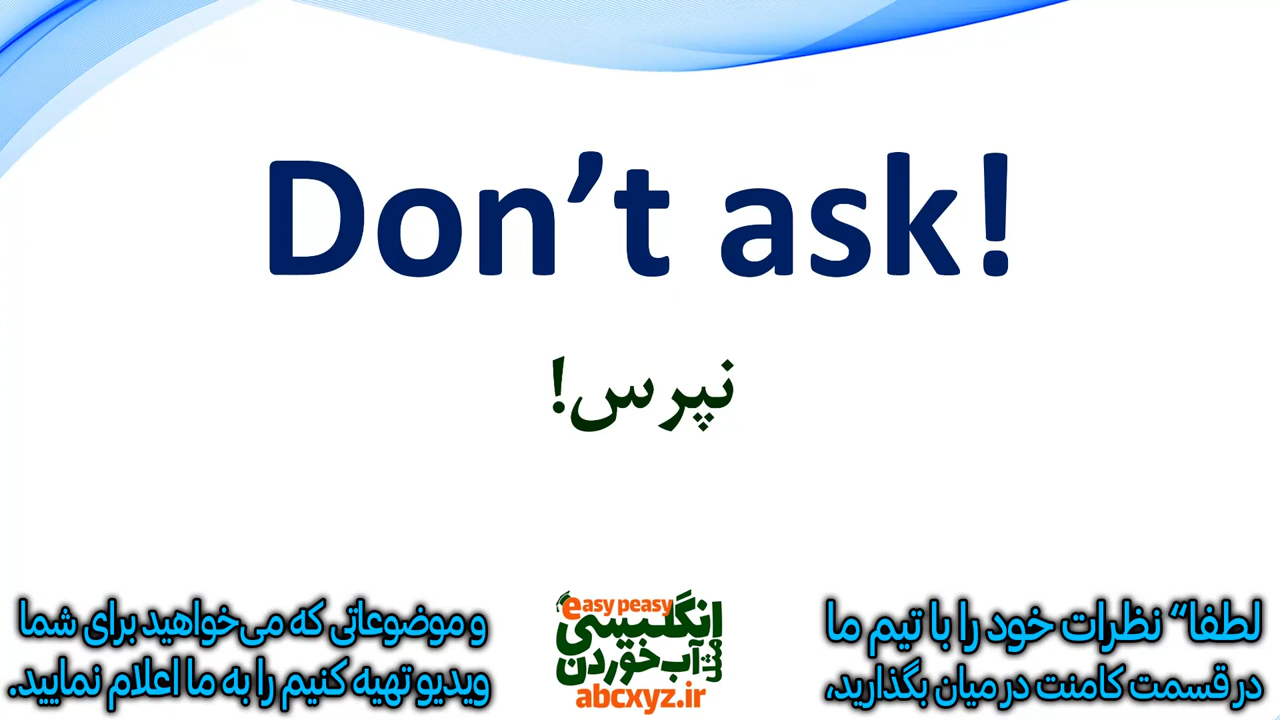 Don’t ask!
نپرس!
لطفا“ نظرات خود را با تیم ما
در قسمت کامنت در میان بگذارید،
و موضوعاتی که می‌خواهید برای شما
ویدیو تهیه کنیم را به ما اعلام نمایید.
easy peasy
انگلیسی
مثل آب خوردن
abcxyz.ir